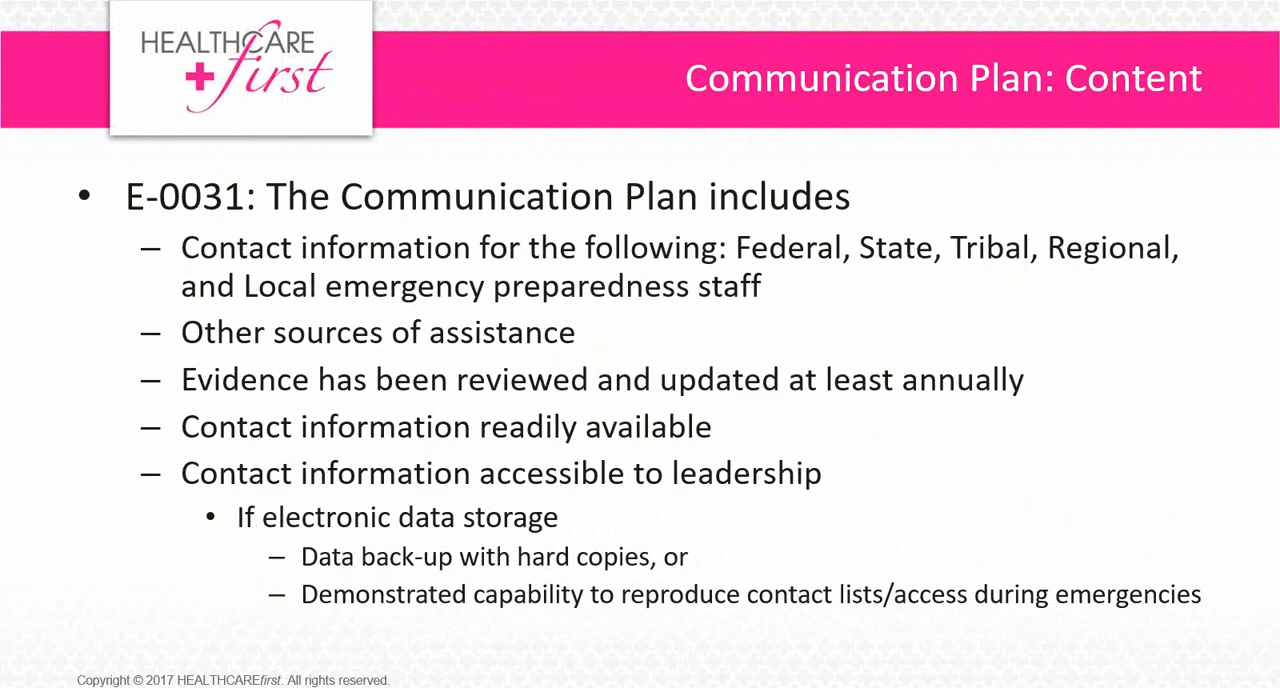 HEALTHCARE
first
Communication Plan: Content
• E-0031: The Communication Plan includes
– Contact information for the following: Federal, State, Tribal, Regional,
and Local emergency preparedness staff
– Other sources of assistance
– Evidence has been reviewed and updated at least annually
– Contact information readily available
– Contact information accessible to leadership
• If electronic data storage
– Data back-up with hard copies, or
– Demonstrated capability to reproduce contact lists/access during emergencies
Copyright © 2017 HEALTHCAREfirst. All rights reserved.